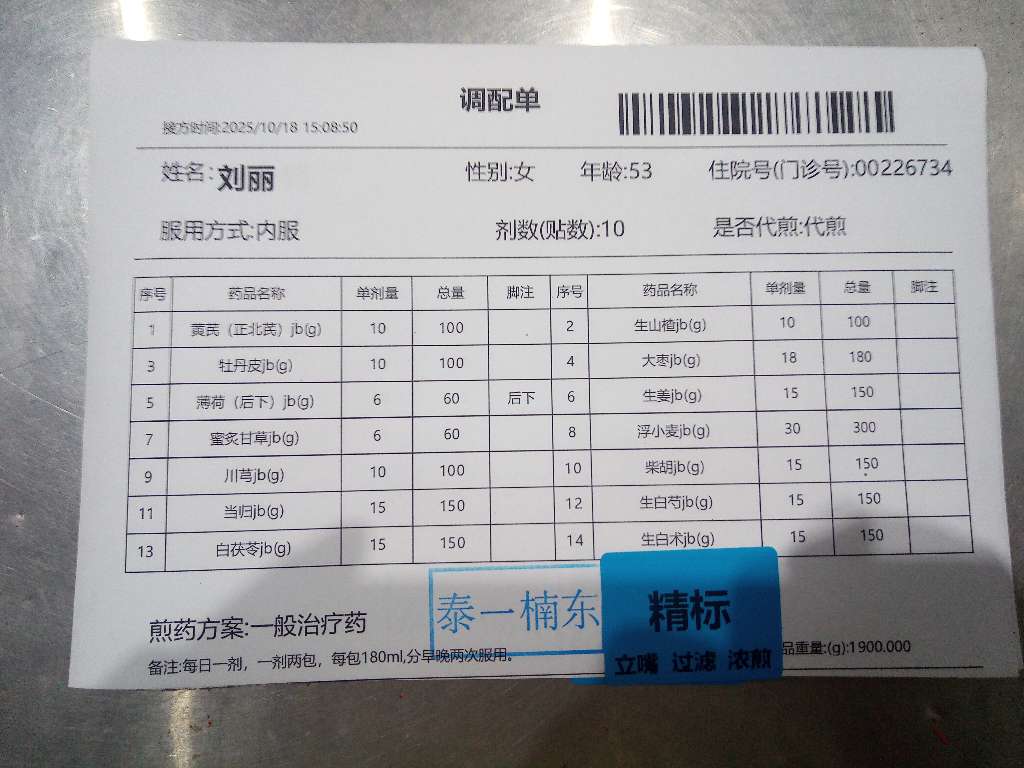 调配单
接方时间:2025/10/18 15:08:50
姓名:刘丽 性别:女 年龄:53 住院号(门诊号):00226734
服用方式:内服 剂数(贴数):10 是否代煎:代煎
序号 药品名称 单剂量 总量 脚注 序号 药品名称 单剂量 总量 脚注
1 黄芪（正北芪）jb(g) 10 100 2 生山楂jb(g) 10 100
3 牡丹皮jb(g) 10 100 4 大枣jb(g) 18 180
5 薄荷（后下）jb(g) 6 60 后下 6 生姜jb(g) 15 150
7 蜜炙甘草jb(g) 6 60 8 浮小麦jb(g) 30 300
9 川芎jb(g) 10 100 10 柴胡jb(g) 15 150
11 当归jb(g) 15 150 12 生白芍jb(g) 15 150
13 白茯苓jb(g) 15 150 14 生白术jb(g) 15 150
煎药方案:一般治疗药
泰一楠东
精标
立嘴 过滤 浓煎
备注:每日一剂，一剂两包，每包180ml,分早晚两次服用。
品重量:(g):1900.000